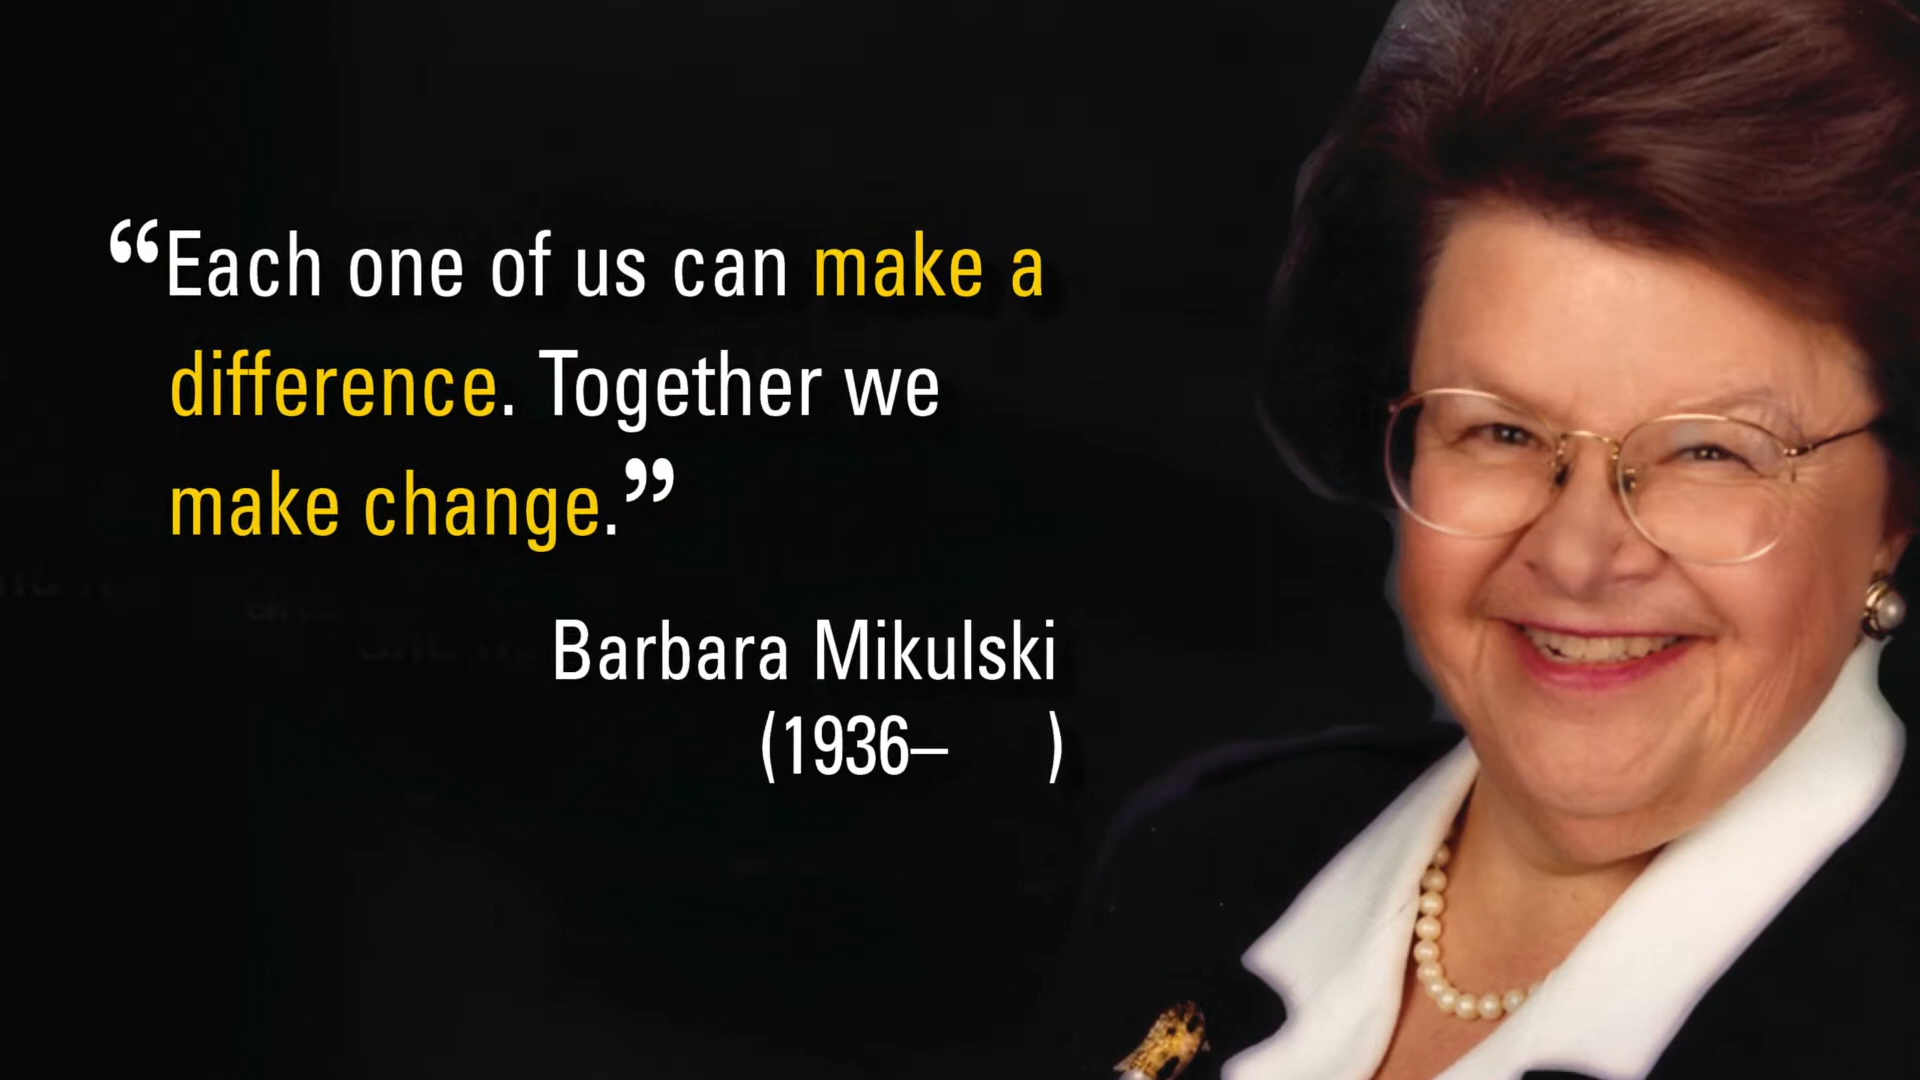 “Each one of us can make a
difference. Together we
make change.”
Barbara Mikulski
(1936–      )